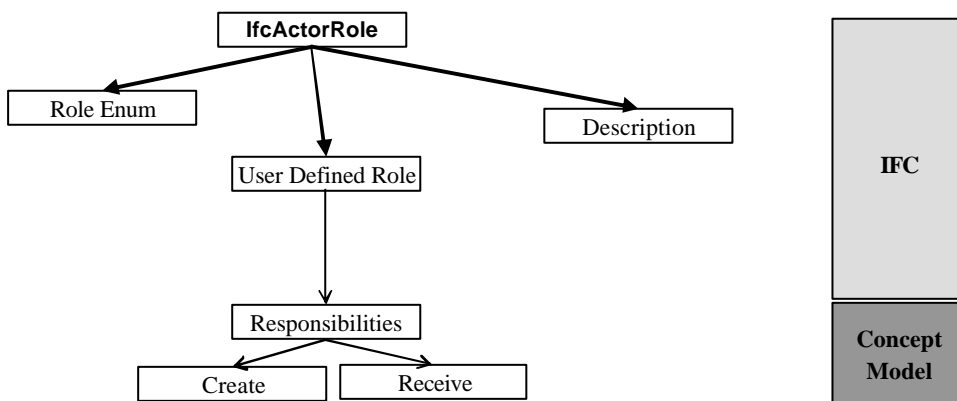 IfcActorRole
Role Enum
Description
User Defined Role
IFC
Responsibilities
Create
Receive
Concept
Model